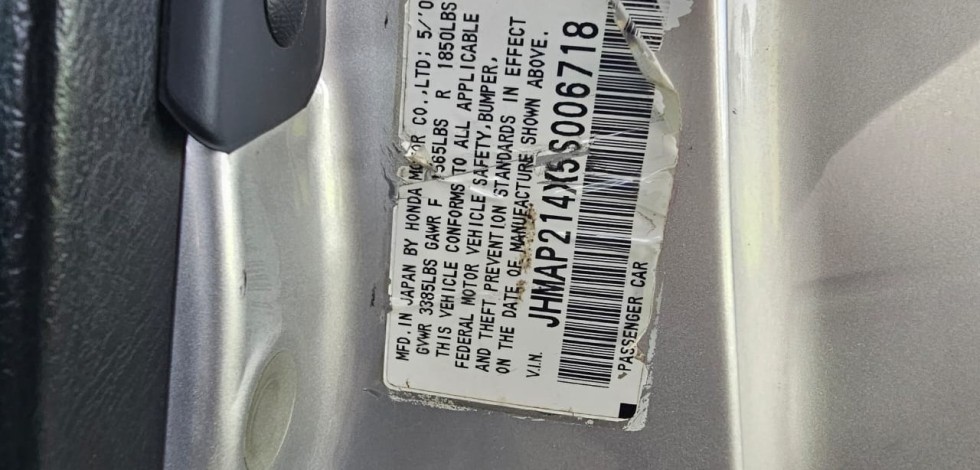 MFD. IN JAPAN BY HONDA MOTOR CO.,LTD; 5/'0
GVWR 3385LBS GAWR F 1565LBS R 1850LBS
THIS VEHICLE CONFORMS TO ALL APPLICABLE
FEDERAL MOTOR VEHICLE SAFETY, BUMPER,
AND THEFT PREVENTION STANDARDS IN EFFECT
ON THE DATE OF MANUFACTURE SHOWN ABOVE.
V.I.N. JHMAP214X5S006718
PASSENGER CAR